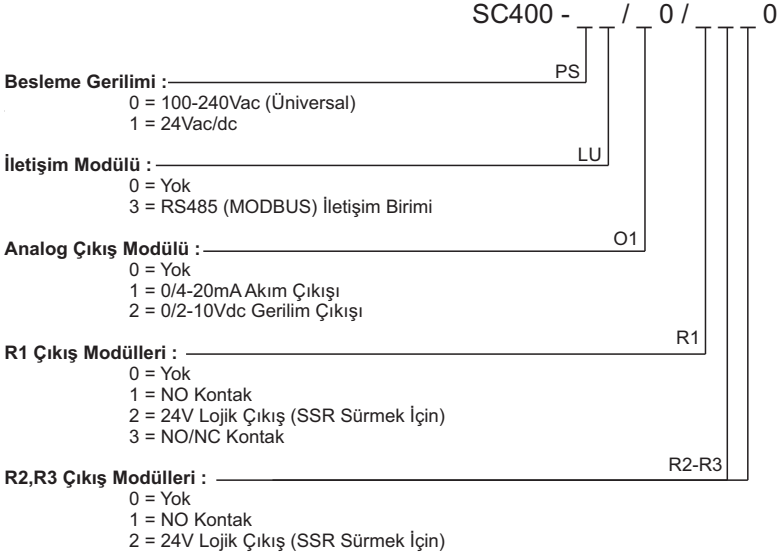 SC400 - _ _ / _ 0 / _ _ _ 0
PS
Besleme Gerilimi :
0 = 100-240Vac (Üniversal)
1 = 24Vac/dc
LU
İletişim Modülü :
0 = Yok
3 = RS485 (MODBUS) İletişim Birimi
O1
Analog Çıkış Modülü :
0 = Yok
1 = 0/4-20mA Akım Çıkışı
2 = 0/2-10Vdc Gerilim Çıkışı
R1
R1 Çıkış Modülleri :
0 = Yok
1 = NO Kontak
2 = 24V Lojik Çıkış (SSR Sürmek İçin)
3 = NO/NC Kontak
R2-R3
R2,R3 Çıkış Modülleri :
0 = Yok
1 = NO Kontak
2 = 24V Lojik Çıkış (SSR Sürmek İçin)